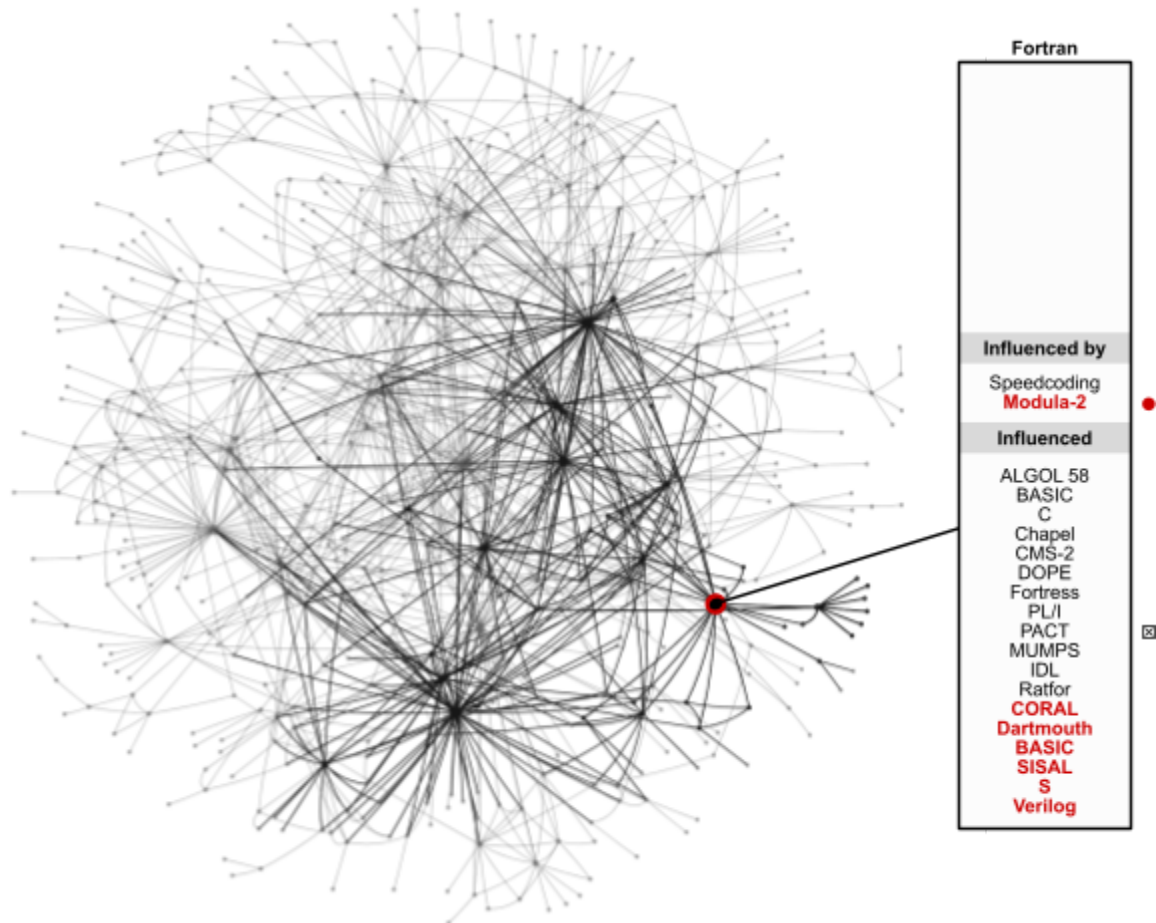 Fortran
Influenced by
Speedcoding
Modula-2
Influenced
ALGOL 58
BASIC
C
Chapel
CMS-2
DOPE
Fortress
PL/I
PACT
MUMPS
IDL
Ratfor
CORAL
Dartmouth
BASIC
SISAL
S
Verilog